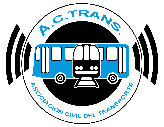 A.C.TRANS.
ASOCIACION CIVIL DEL TRANSPORTE